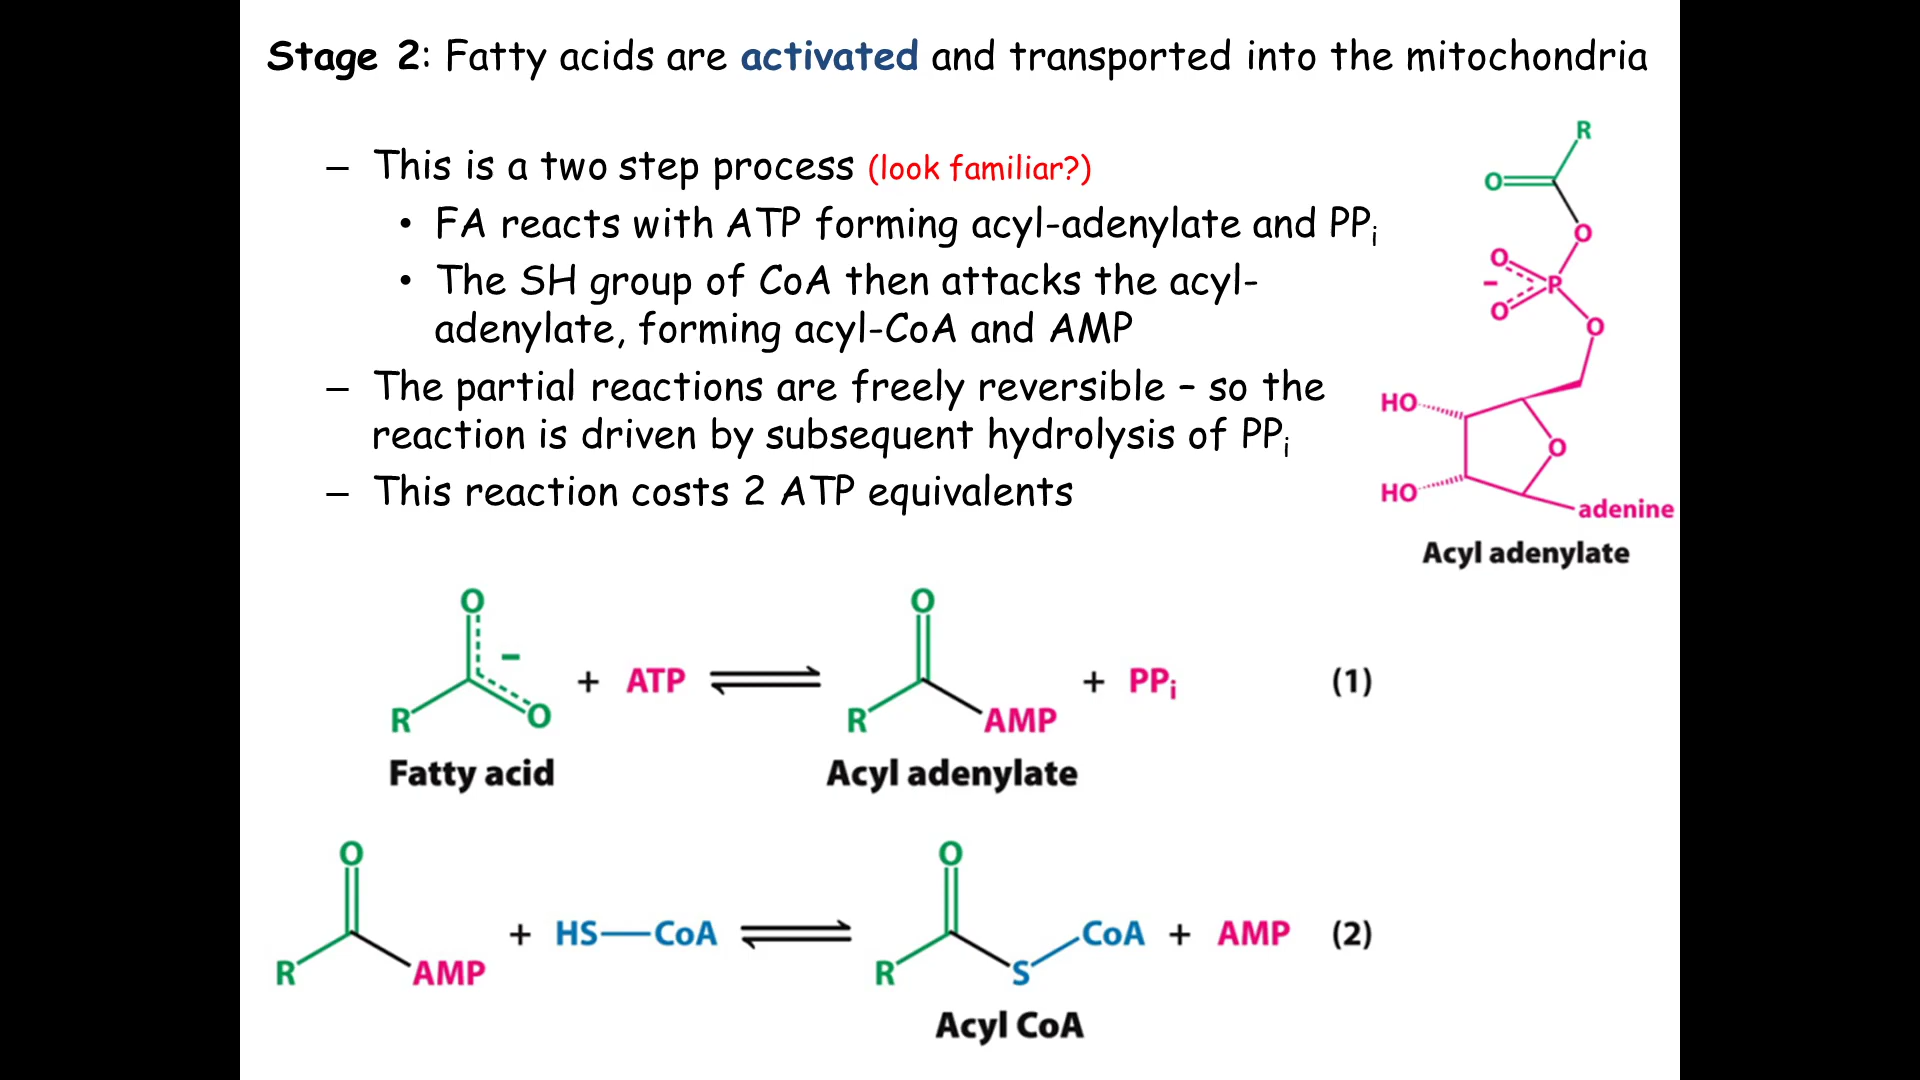 Stage 2: Fatty acids are activated and transported into the mitochondria
– This is a two step process (look familiar?)
• FA reacts with ATP forming acyl-adenylate and PPi
• The SH group of CoA then attacks the acyl-
adenylate, forming acyl-CoA and AMP
– The partial reactions are freely reversible – so the
reaction is driven by subsequent hydrolysis of PPi
– This reaction costs 2 ATP equivalents
R
O
O
O
– P
O
O
HO
O
HO
adenine
Acyl adenylate
O
–
R O + ATP ⇌ O R AMP + PPi (1)
Fatty acid Acyl adenylate
O O
R AMP + HS—CoA ⇌ R S CoA + AMP (2)
Acyl CoA